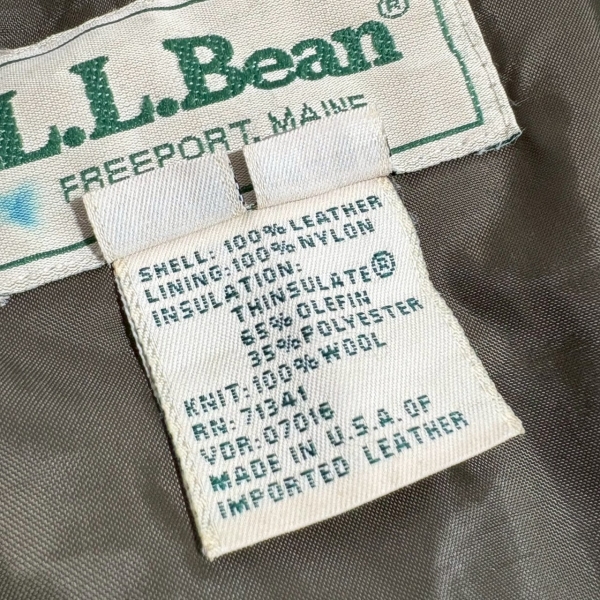 L.L.Bean®
FREEPORT, MAINE
SHELL: 100% LEATHER
LINING: 100% NYLON
INSULATION:
THINSULATE®
65% OLEFIN
35% POLYESTER
KNIT: 100% WOOL
RN: 71341
VDR: 07016
MADE IN U.S.A. OF
IMPORTED LEATHER